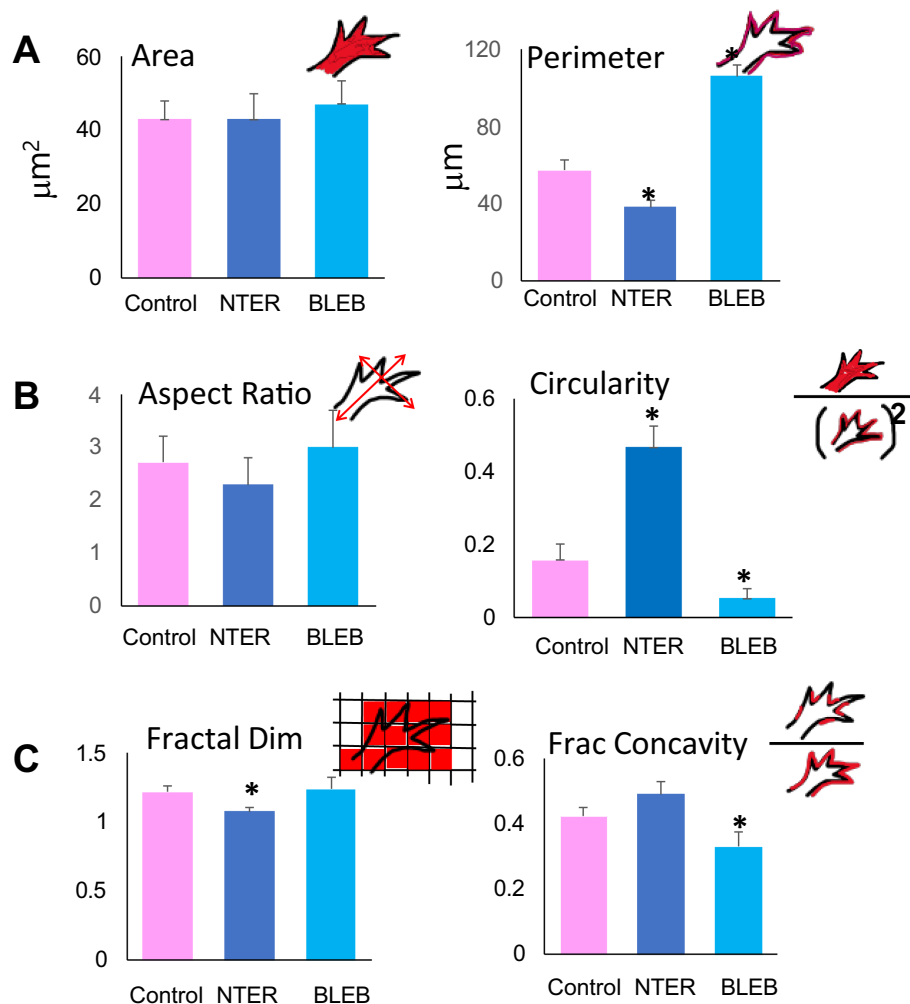 A
Area
μm²
60
40
20
0
Control NTER BLEB
Perimeter
μm
120
80
40
0
*
*
Control NTER BLEB
B
Aspect Ratio
4
3
2
1
0
Control NTER BLEB
Circularity
0.6
0.4
0.2
0
*
*
Control NTER BLEB
( )2
C
Fractal Dim
1.5
1
0.5
0
*
Control NTER BLEB
Frac Concavity
0.6
0.4
0.2
0
*
Control NTER BLEB